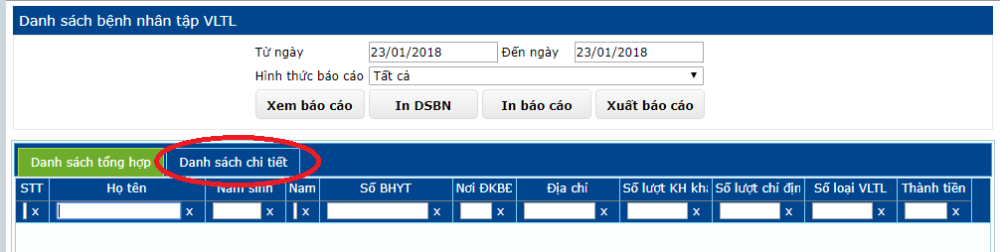 Danh sách bệnh nhân tập VLTL
Từ ngày 23/01/2018 Đến ngày 23/01/2018
Hình thức báo cáo Tất cả
Xem báo cáo In DSBN In báo cáo Xuất báo cáo
Danh sách tổng hợp Danh sách chi tiết
STT Họ tên Năm sinh Nam Số BHYT Nơi ĐKBĐ Địa chỉ Số lượt KH khá Số lượt chỉ địn Số loại VLTL Thành tiền
x x x x x x x x x x x